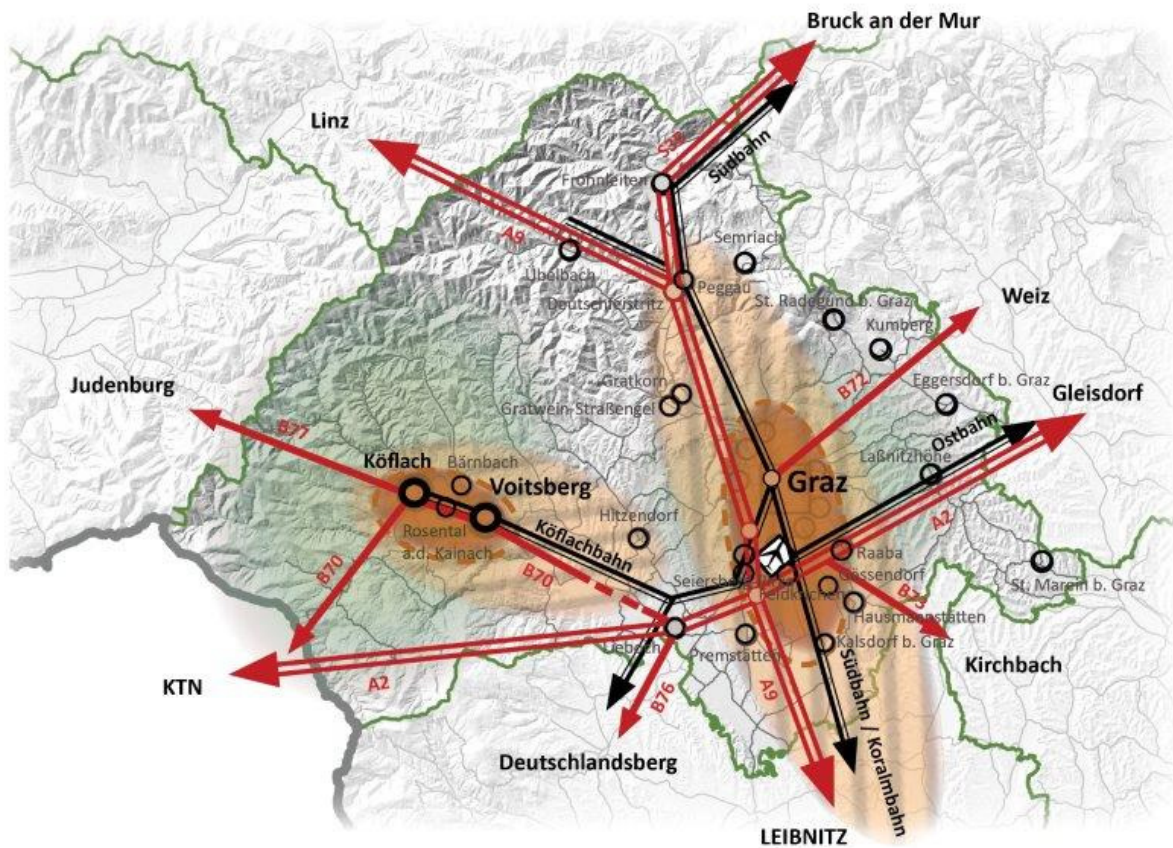 Bruck an der Mur
Linz
S35
Südbahn
Frohnleiten
A9
Semriach
Übelbach
Peggau
Deutschfeistritz
St. Radegund b. Graz
Weiz
Kumberg
B72
Judenburg
Gratkorn
Eggersdorf b. Graz
Gleisdorf
Gratwein-Straßengel
B77
Ostbahn
Köflach
Bärnbach
Laßnitzhöhe
Voitsberg
Graz
Hitzendorf
A2
Rosental
a.d. Kainach
Köflachbahn
Raaba
B70
B70
Gössendorf
St. Marein b. Graz
Feldkirchen
B73
Hausmannstätten
Lieboch
Premstätten
Kalsdorf b. Graz
KTN
A2
Kirchbach
B76
A9
Südbahn / Koralmbahn
Deutschlandsberg
LEIBNITZ